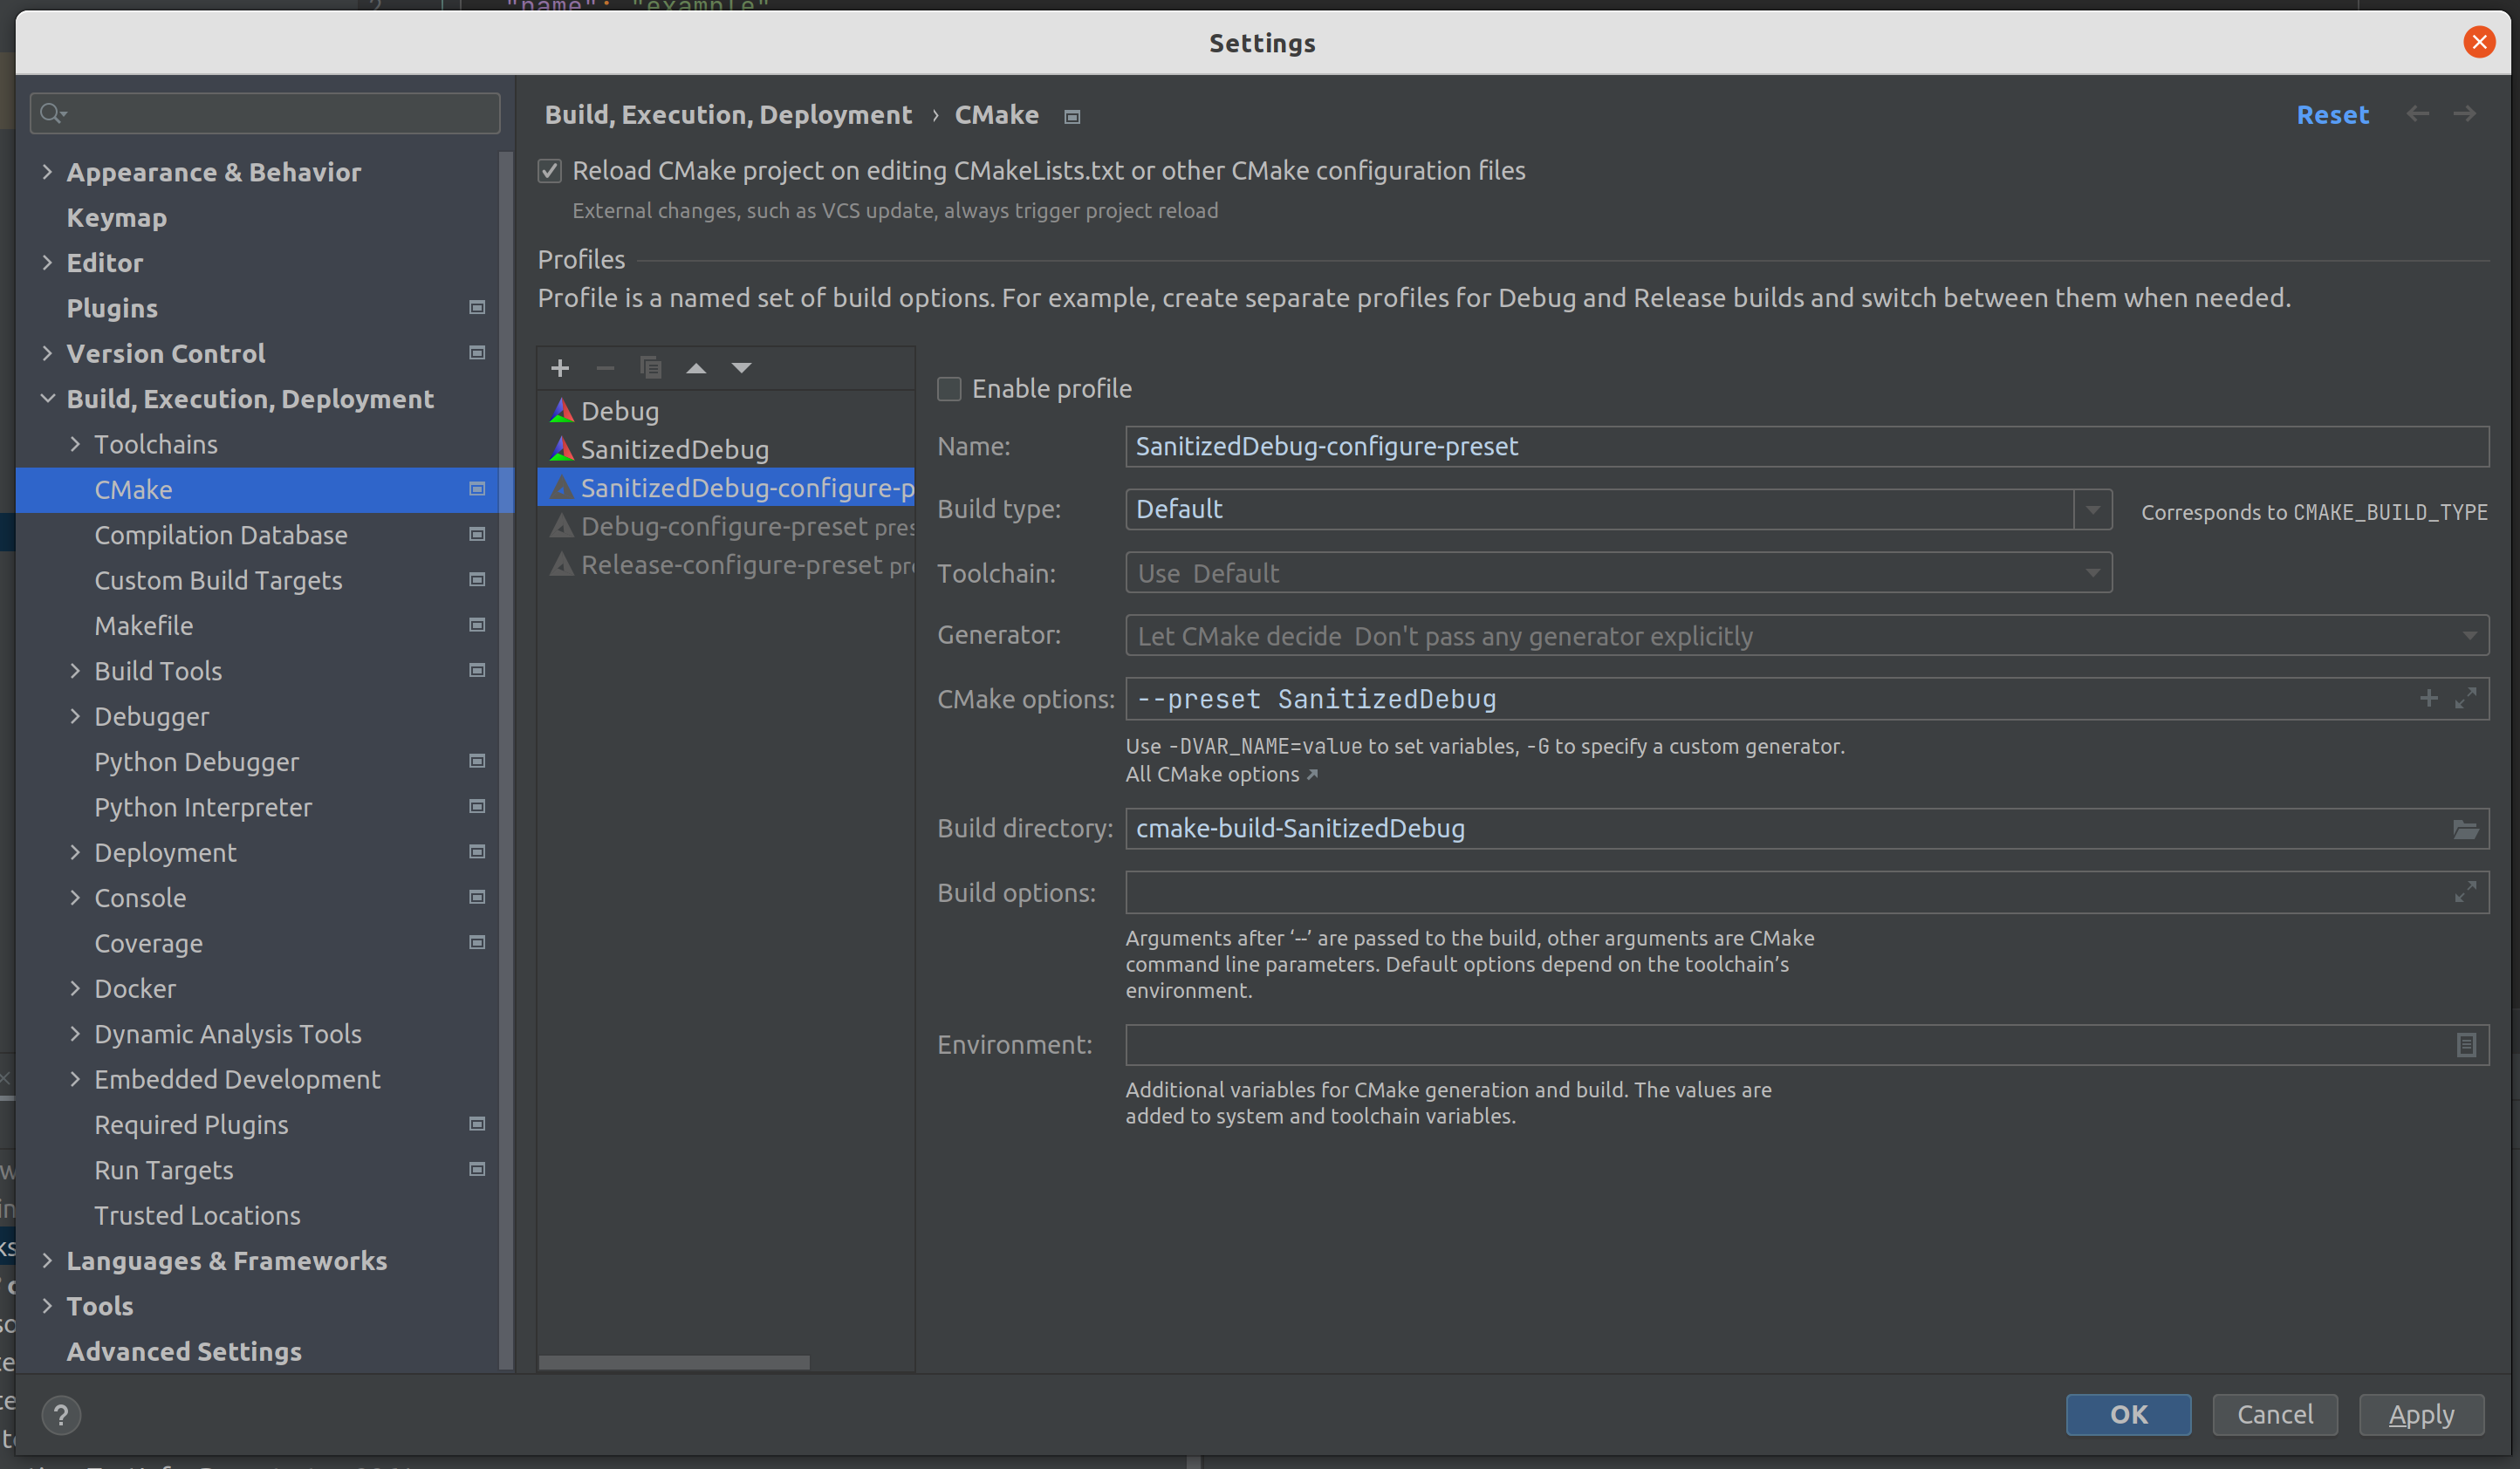 Settings
Build, Execution, Deployment › CMake
Reset
Appearance & Behavior
Keymap
Editor
Plugins
Version Control
Build, Execution, Deployment
Toolchains
CMake
Compilation Database
Custom Build Targets
Makefile
Build Tools
Debugger
Python Debugger
Python Interpreter
Deployment
Console
Coverage
Docker
Dynamic Analysis Tools
Embedded Development
Required Plugins
Run Targets
Trusted Locations
Languages & Frameworks
Tools
Advanced Settings
Reload CMake project on editing CMakeLists.txt or other CMake configuration files
External changes, such as VCS update, always trigger project reload
Profiles
Profile is a named set of build options. For example, create separate profiles for Debug and Release builds and switch between them when needed.
Debug
SanitizedDebug
SanitizedDebug-configure-p
Debug-configure-preset pres
Release-configure-preset pre
Enable profile
Name: SanitizedDebug-configure-preset
Build type: Default Corresponds to CMAKE_BUILD_TYPE
Toolchain: Use Default
Generator: Let CMake decide Don't pass any generator explicitly
CMake options: --preset SanitizedDebug
Use -DVAR_NAME=value to set variables, -G to specify a custom generator.
All CMake options ↗
Build directory: cmake-build-SanitizedDebug
Build options:
Arguments after ‘--’ are passed to the build, other arguments are CMake
command line parameters. Default options depend on the toolchain’s
environment.
Environment:
Additional variables for CMake generation and build. The values are
added to system and toolchain variables.
?
OK
Cancel
Apply